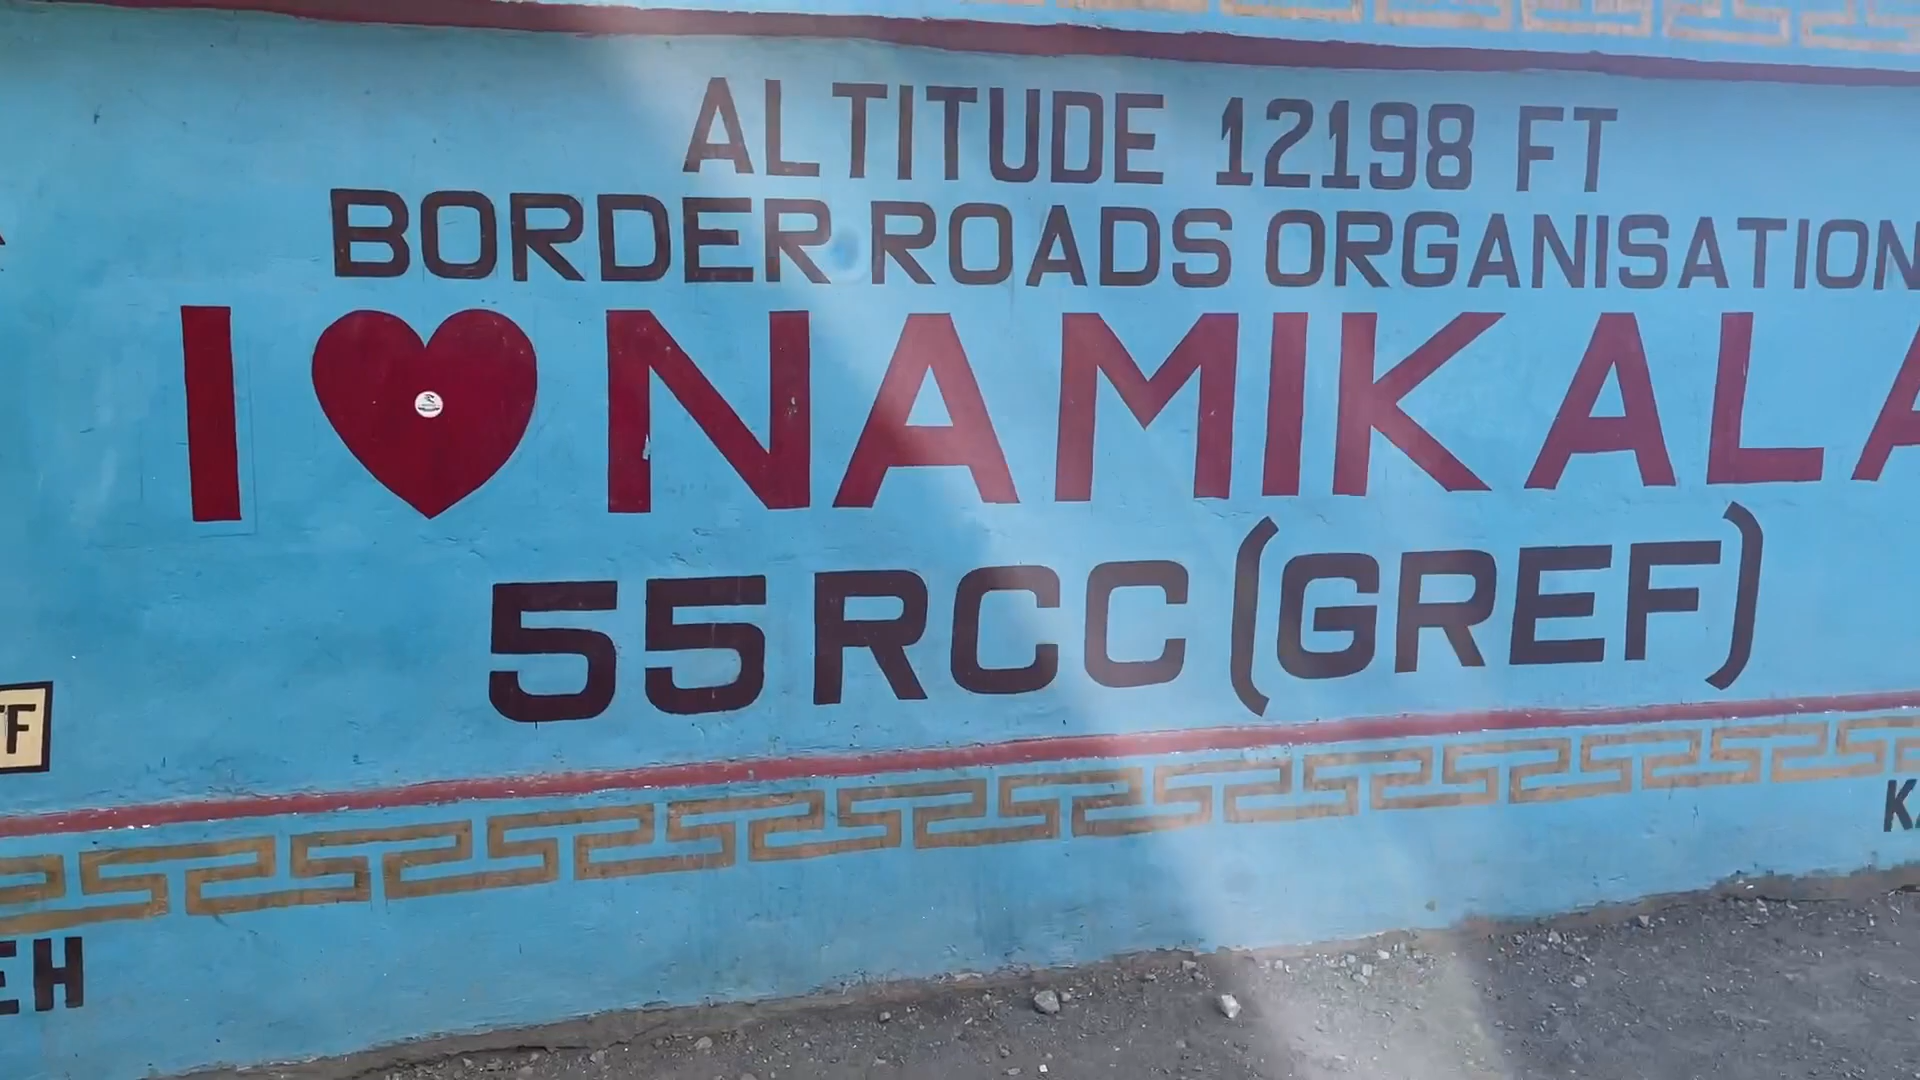 ALTITUDE 12198 FT
BORDER ROADS ORGANISATION
I ❤ NAMIKALA
55 RCC (GREF)